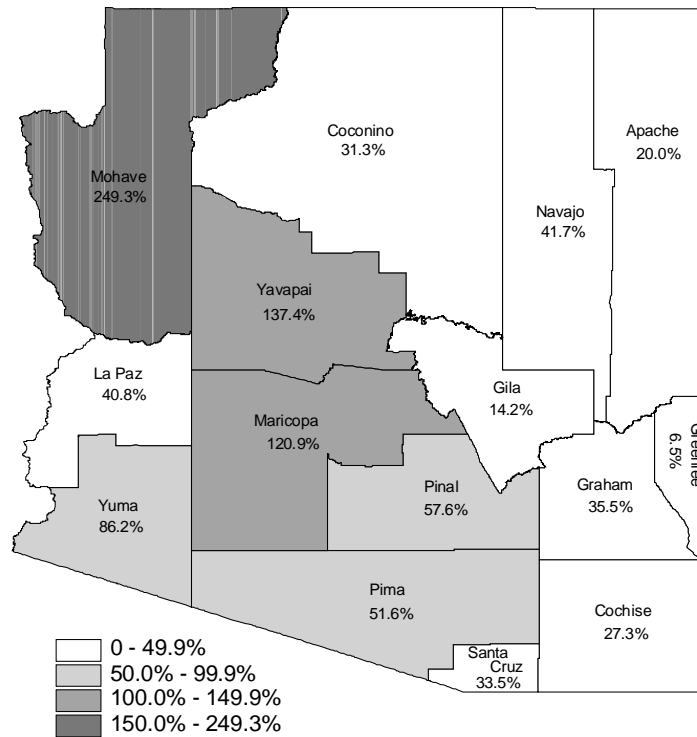 Coconino
31.3%
Apache
20.0%
Mohave
249.3%
Navajo
41.7%
Yavapai
137.4%
La Paz
40.8%
Gila
14.2%
Maricopa
120.9%
Greenlee
6.5%
Yuma
86.2%
Pinal
57.6%
Graham
35.5%
Pima
51.6%
Cochise
27.3%
Santa
Cruz
33.5%
0 - 49.9%
50.0% - 99.9%
100.0% - 149.9%
150.0% - 249.3%